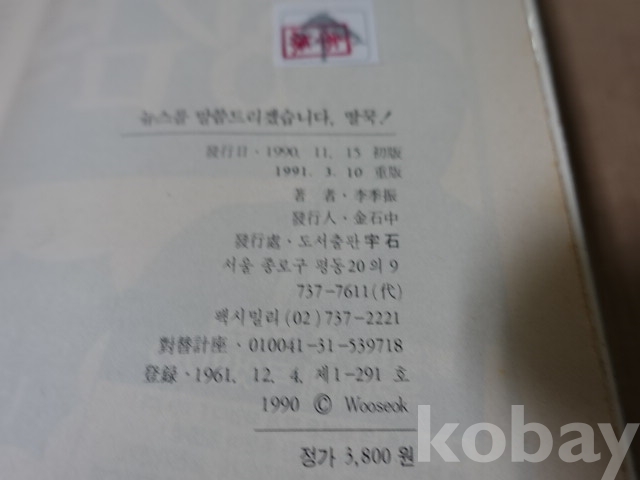 뉴스를 말씀드리겠습니다, 딸꾹!
發行日·1990. 11. 15 初版
1991. 3. 10 重版
著 者·李季振
發行人·金石中
發行處·도서출판 宇石
서울 종로구 평동 20의 9
737-7611(代)
팩시밀리 (02) 737-2221
對替計座·010041-31-539718
登錄·1961. 12. 4. 제1-291 호
1990 © Wooseok
정가 3,800 원
kobay